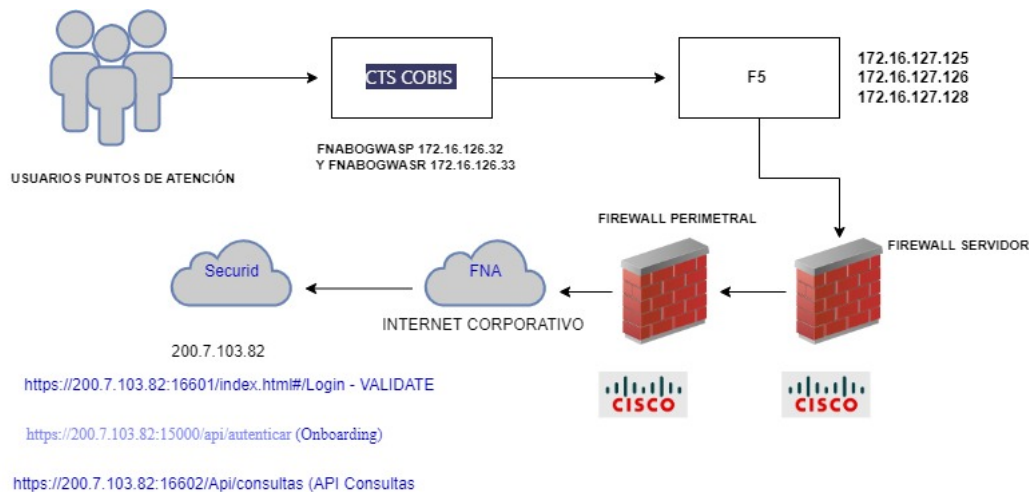 CTS COBIS
F5
172.16.127.125
172.16.127.126
172.16.127.128
FNABOGWASP 172.16.126.32
Y FNABOGWASR 172.16.126.33
USUARIOS PUNTOS DE ATENCIÓN
FIREWALL PERIMETRAL
FIREWALL SERVIDOR
Securid
FNA
INTERNET CORPORATIVO
200.7.103.82
https://200.7.103.82:16601/index.html#/Login - VALIDATE
CISCO
CISCO
https://200.7.103.82:15000/api/autenticar (Onboarding)
https://200.7.103.82:16602/Api/consultas (API Consultas